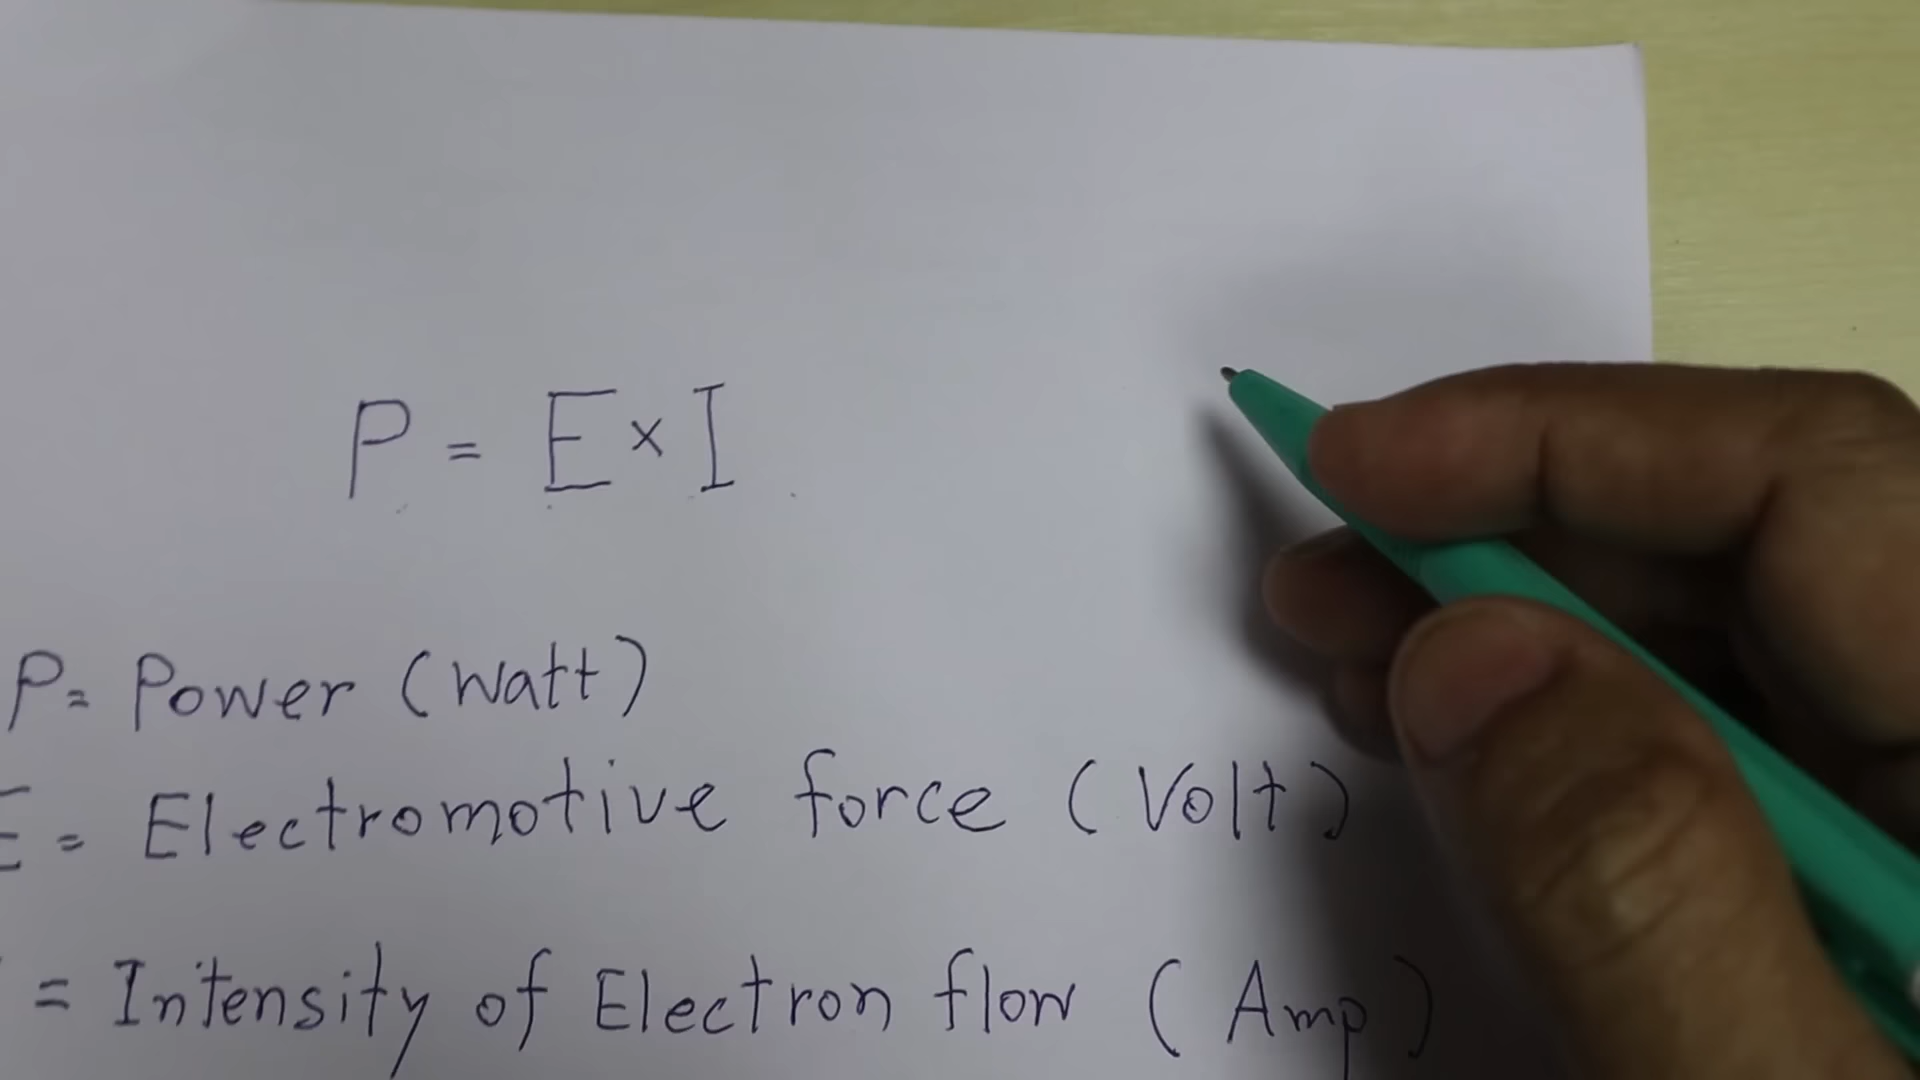 P = E × I
P = Power (Watt)
E = Electromotive force (Volt)
= Intensity of Electron flow (Amp)